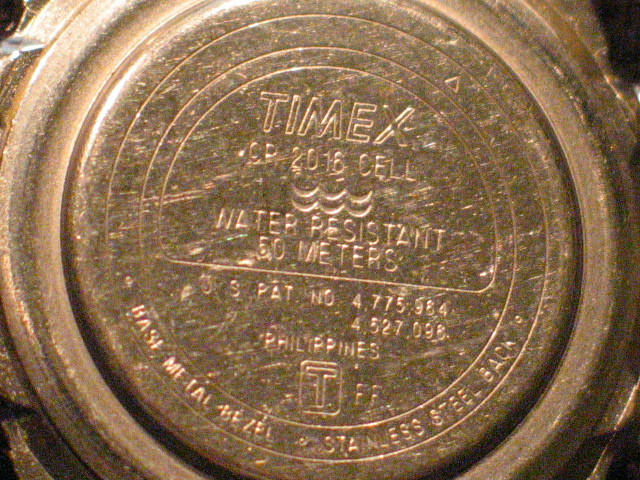 TIMEX
CR 2016 CELL
WATER RESISTANT
50 METERS
U.S. PAT. NO. 4,775,964
4,527,096
PHILIPPINES
T FF
BASE METAL BEZEL • STAINLESS STEEL BACK